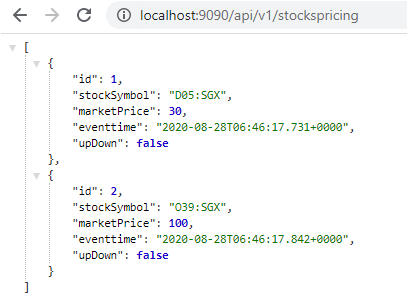 localhost:9090/api/v1/stockspricing
[
{
"id": 1,
"stockSymbol": "D05:SGX",
"marketPrice": 30,
"eventtime": "2020-08-28T06:46:17.731+0000",
"upDown": false
},
{
"id": 2,
"stockSymbol": "O39:SGX",
"marketPrice": 100,
"eventtime": "2020-08-28T06:46:17.842+0000",
"upDown": false
}
]